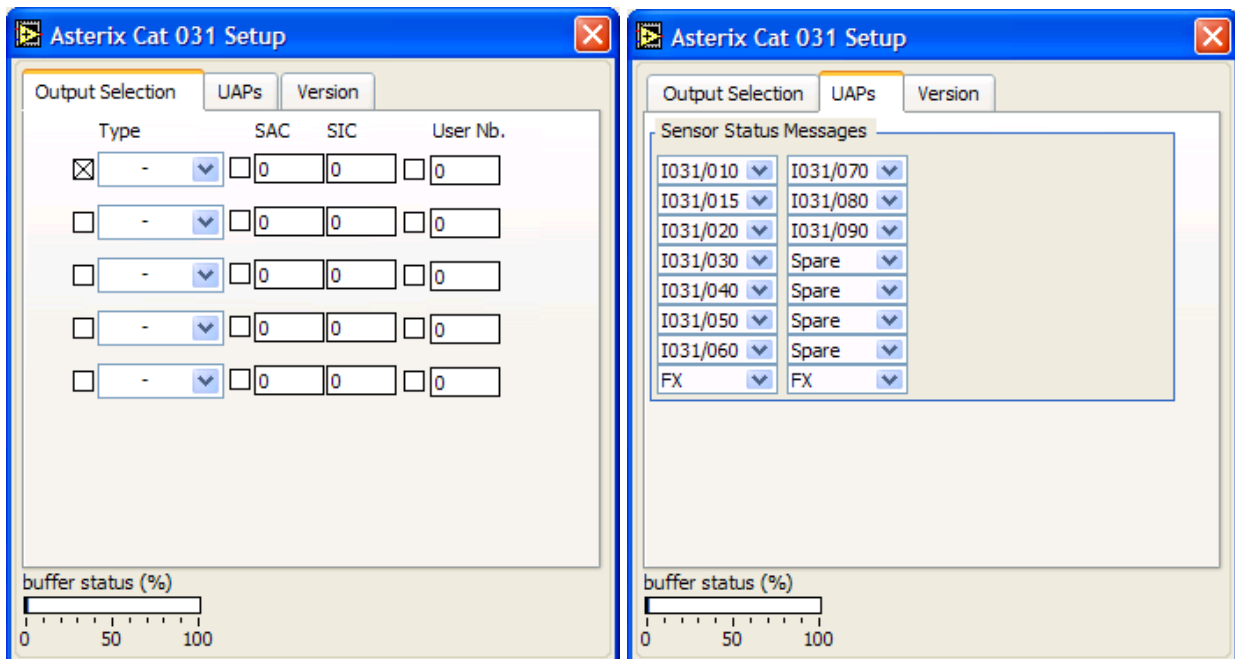 Asterix Cat 031 Setup
Output Selection UAPs Version
Type SAC SIC User Nb.
- 0 0 0
- 0 0 0
- 0 0 0
- 0 0 0
- 0 0 0
buffer status (%)
0 50 100
Asterix Cat 031 Setup
Output Selection UAPs Version
Sensor Status Messages
I031/010 I031/070
I031/015 I031/080
I031/020 I031/090
I031/030 Spare
I031/040 Spare
I031/050 Spare
I031/060 Spare
FX FX
buffer status (%)
0 50 100